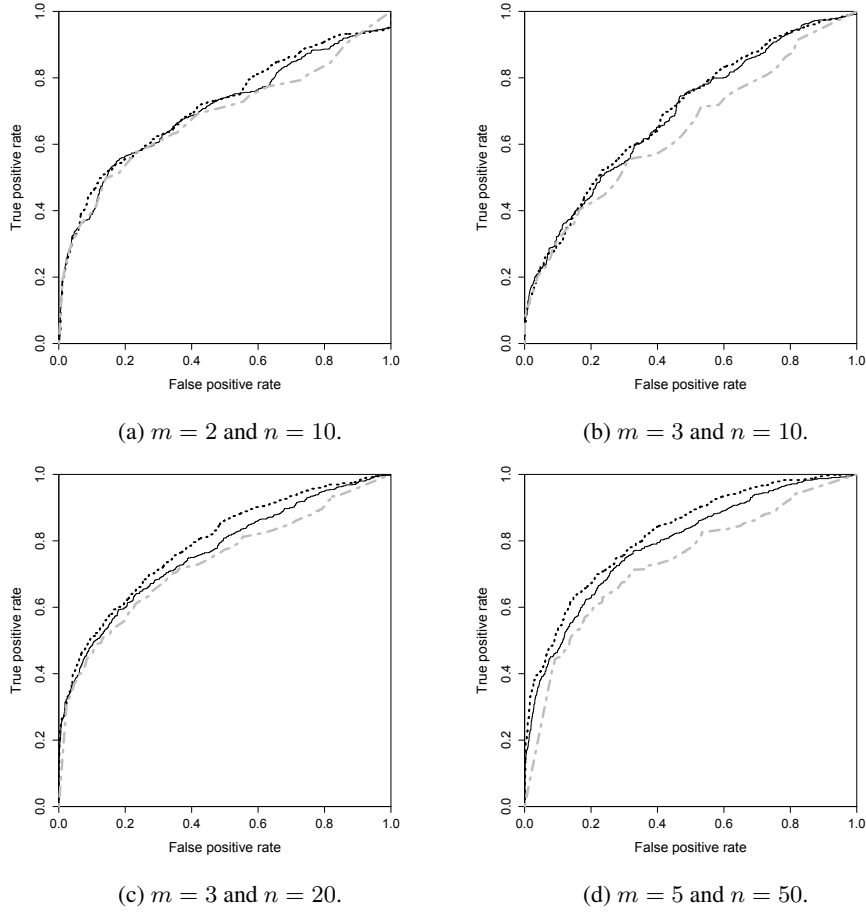 1.0
0.8
0.6
0.4
0.2
0.0
True positive rate
0.0 0.2 0.4 0.6 0.8 1.0
False positive rate
(a) m = 2 and n = 10.
1.0
0.8
0.6
0.4
0.2
0.0
True positive rate
0.0 0.2 0.4 0.6 0.8 1.0
False positive rate
(b) m = 3 and n = 10.
1.0
0.8
0.6
0.4
0.2
0.0
True positive rate
0.0 0.2 0.4 0.6 0.8 1.0
False positive rate
(c) m = 3 and n = 20.
1.0
0.8
0.6
0.4
0.2
0.0
True positive rate
0.0 0.2 0.4 0.6 0.8 1.0
False positive rate
(d) m = 5 and n = 50.